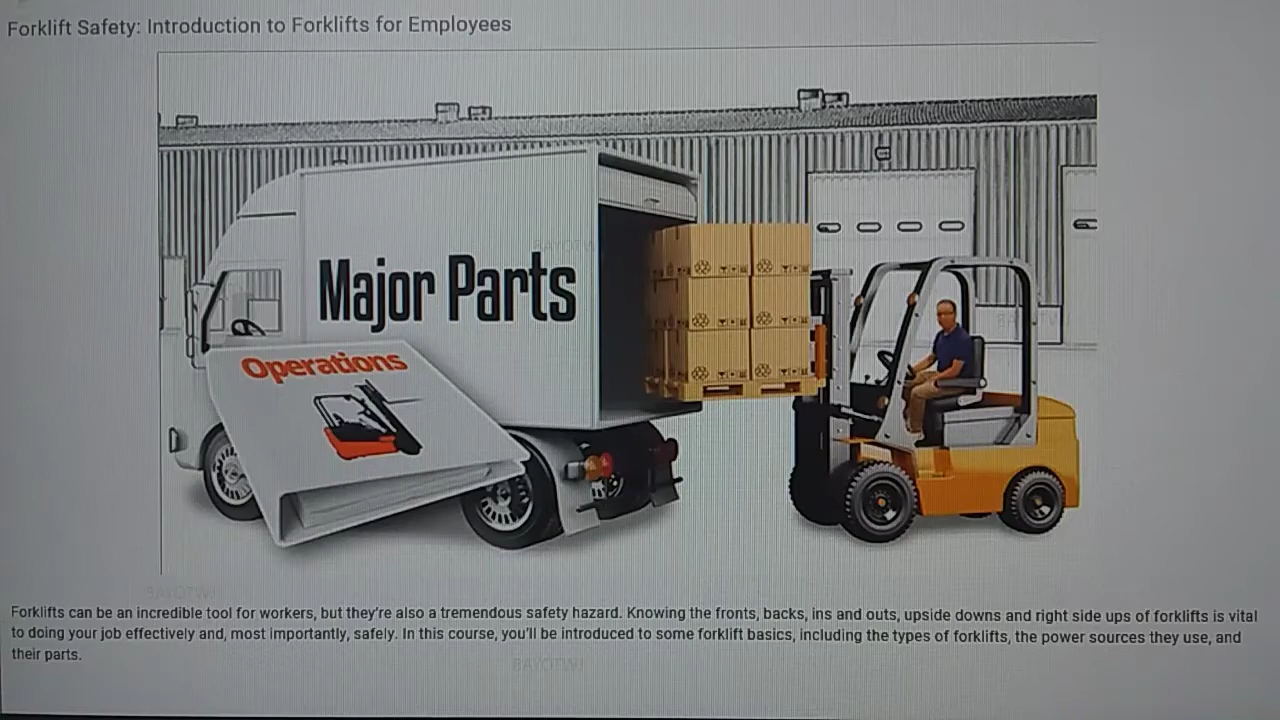 Forklift Safety: Introduction to Forklifts for Employees
Major Parts
Operations
BAYOTWJ
BAYOTWJ
Forklifts can be an incredible tool for workers, but they're also a tremendous safety hazard. Knowing the fronts, backs, ins and outs, upside downs and right side ups of forklifts is vital
to doing your job effectively and, most importantly, safely. In this course, you'll be introduced to some forklift basics, including the types of forklifts, the power sources they use, and
their parts.
BAYOTWJ